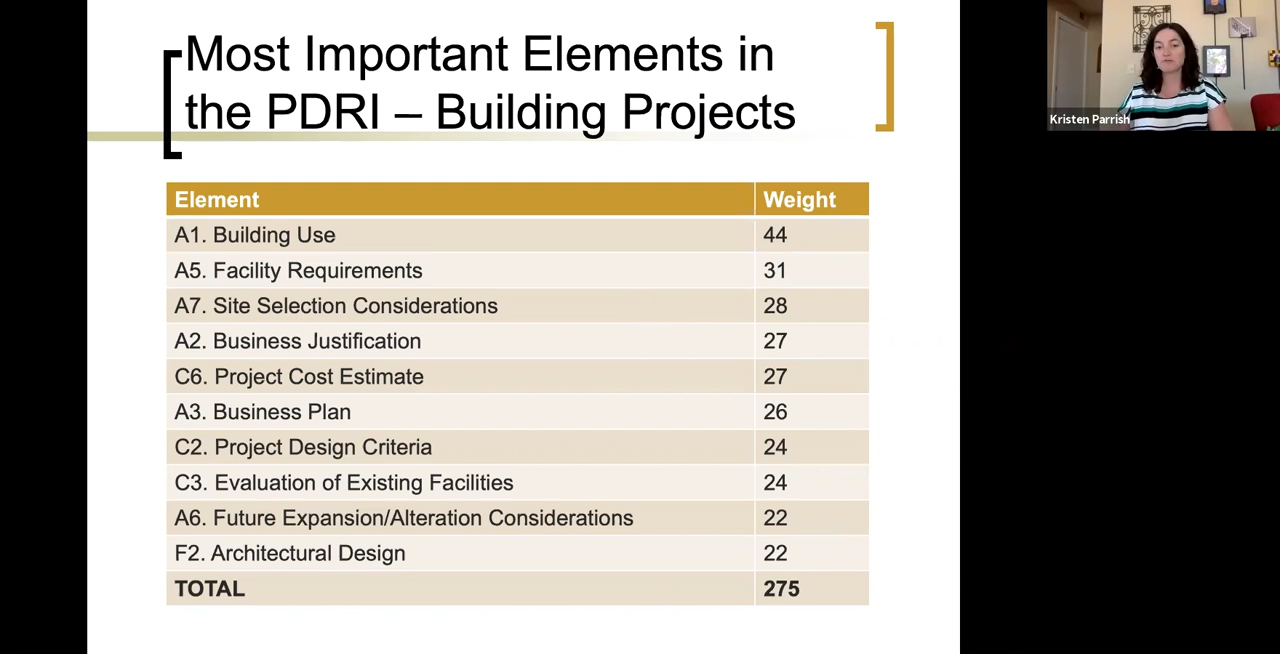 Most Important Elements in
the PDRI – Building Projects
Kristen Parrish
Element Weight
A1. Building Use 44
A5. Facility Requirements 31
A7. Site Selection Considerations 28
A2. Business Justification 27
C6. Project Cost Estimate 27
A3. Business Plan 26
C2. Project Design Criteria 24
C3. Evaluation of Existing Facilities 24
A6. Future Expansion/Alteration Considerations 22
F2. Architectural Design 22
TOTAL 275